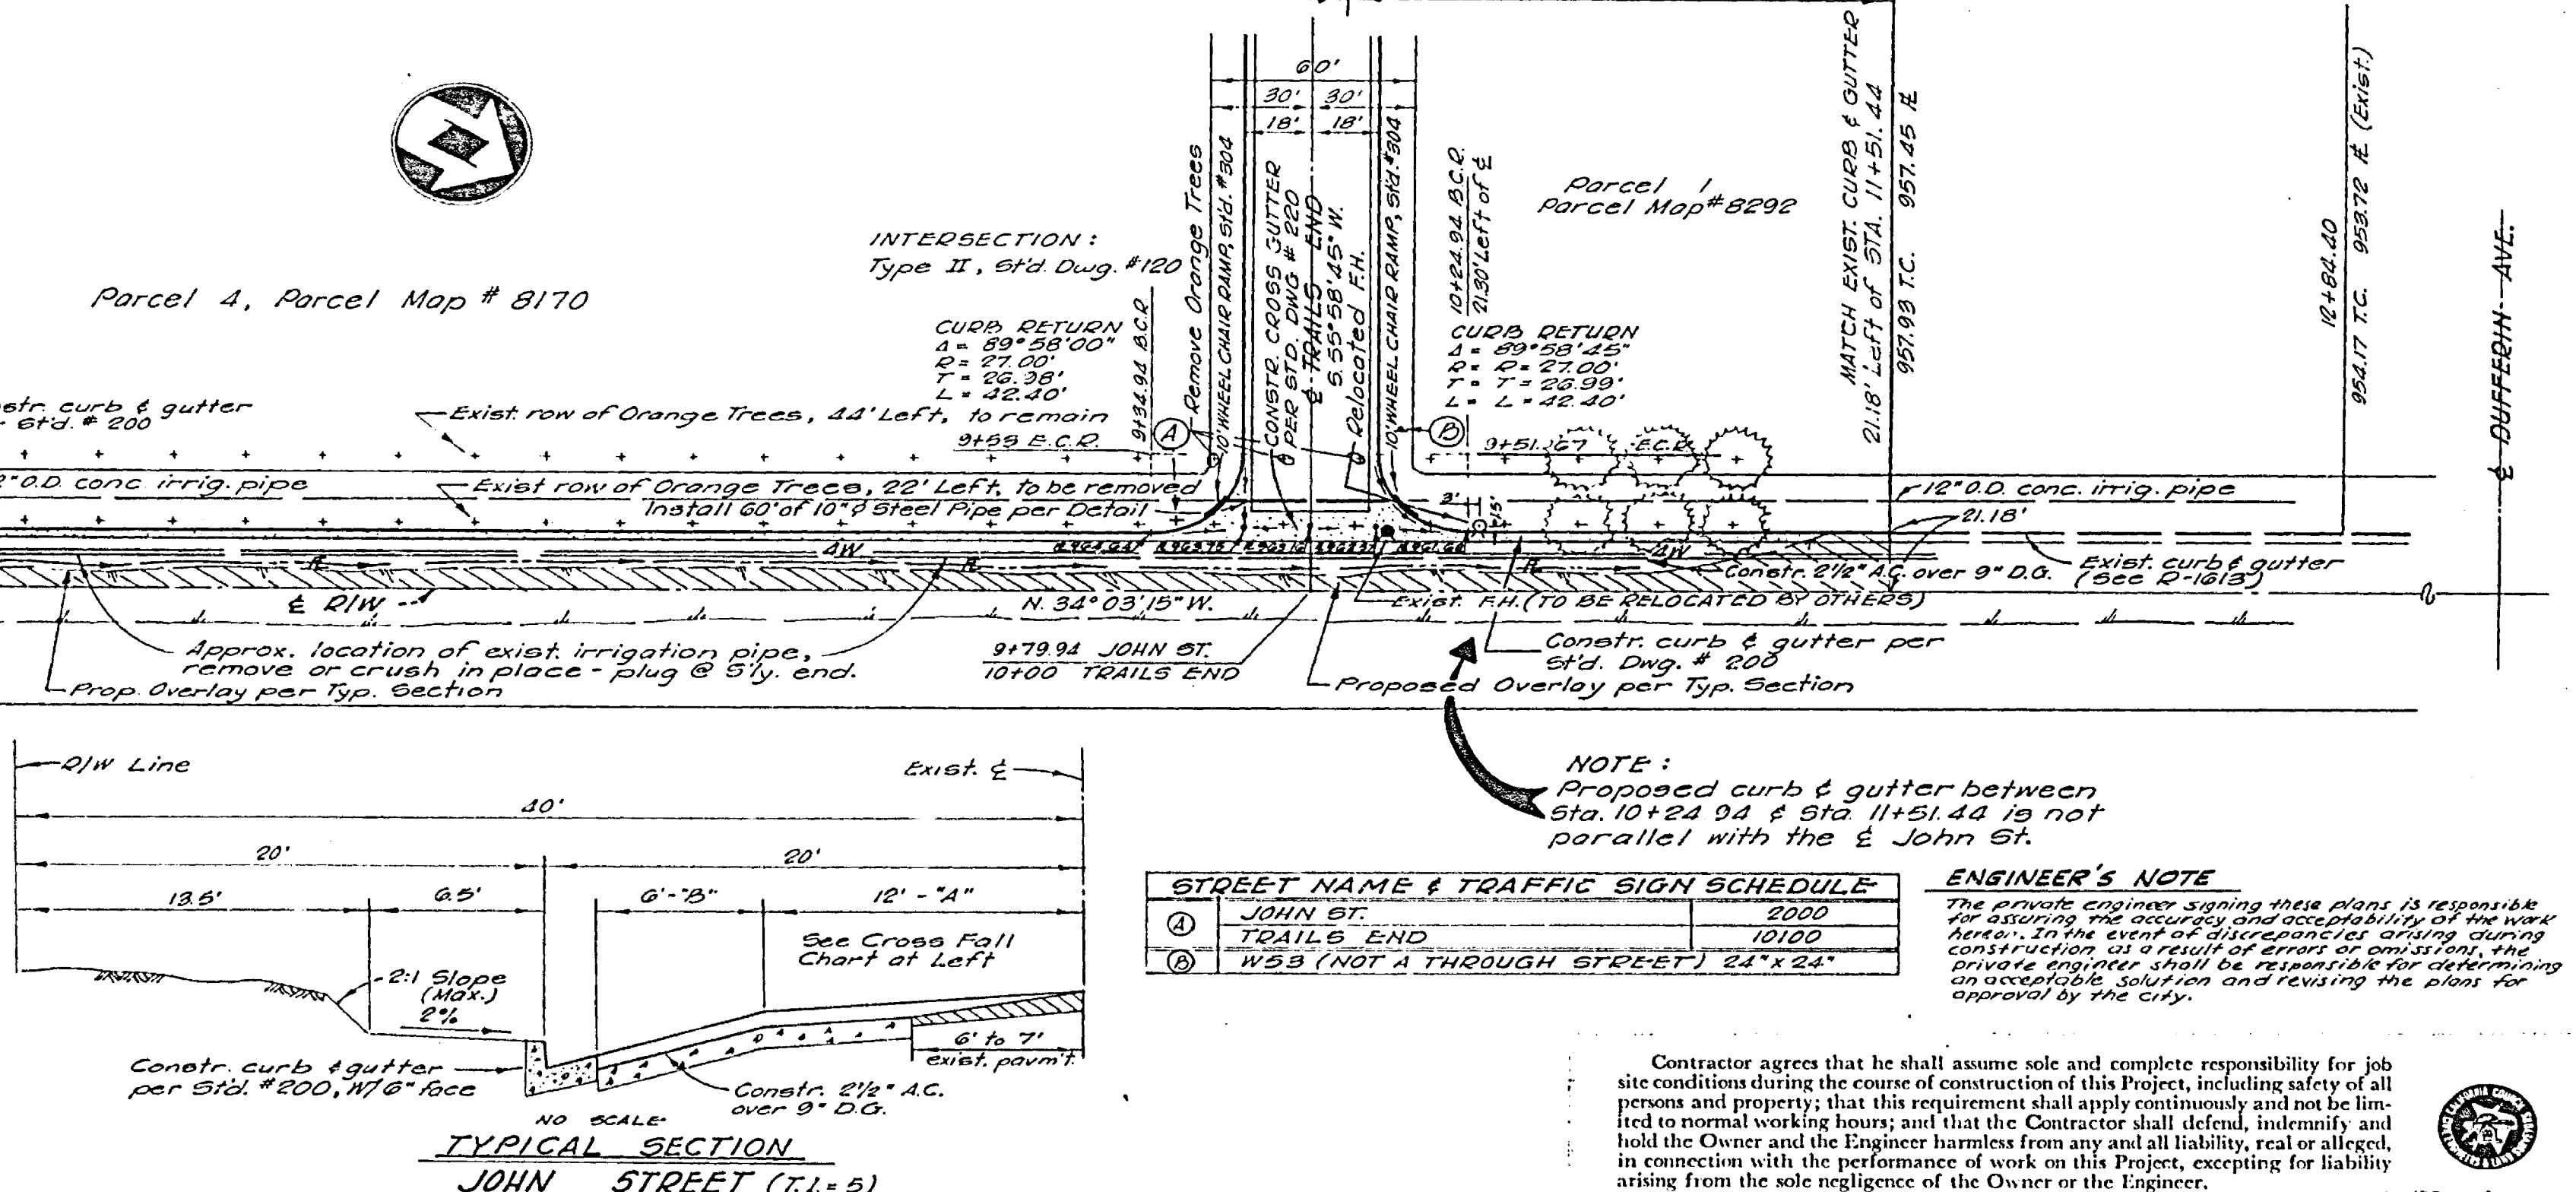 60'
30' 30'
18' 18'
Parcel 4, Parcel Map # 8170
INTERSECTION:
Type II, St'd. Dwg. #120
CURB RETURN
Δ = 89°58'00"
R = 27.00'
T = 26.98'
L = 42.40'
9+34.94 B.C.R.
9+53 E.C.R.
Remove Orange Trees
10' WHEEL CHAIR RAMP, St'd. #304
CONSTR. CROSS GUTTER
PER STD. DWG # 220
℄ TRAILS END
S.55°58'45"W.
Relocated F.H.
10' WHEEL CHAIR RAMP, St'd. #304
10+24.94 B.C.R.
21.30' Left of ℄
CURB RETURN
Δ = 89°58'45"
R = R = 27.00'
T = T = 26.99'
L = L = 42.40'
Parcel 1
Parcel Map #8292
MATCH EXIST. CURB & GUTTER
21.18' Left of STA. 11+51.44
957.93 T.C. 957.45 ㎙
12+84.40
954.17 T.C. 953.72 (Exist.)
℄ DUFFERIN AVE.
str. curb & gutter
St'd. # 200
Exist. row of Orange Trees, 44' Left, to remain
A
B
9+51.67 E.C.R.
2" O.D. conc. irrig. pipe
Exist row of Orange Trees, 22' Left, to be removed
Install 60' of 10"ϕ Steel Pipe per Detail
3'
15'
12" O.D. conc. irrig. pipe
21.18'
4W
4W
Constr. 2 1/2" A.C. over 9" D.G.
Exist. curb & gutter
(See R-1613)
℄ R/W
N. 34°03'15" W.
Exist. F.H. (TO BE RELOCATED BY OTHERS)
Approx. location of exist. irrigation pipe,
remove or crush in place - plug @ S'ly. end.
Prop. Overlay per Typ. Section
9+79.94 JOHN ST.
10+00 TRAILS END
Constr. curb & gutter per
St'd. Dwg. # 200
Proposed Overlay per Typ. Section
NOTE:
Proposed curb & gutter between
Sta. 10+24 94 & Sta. 11+51.44 is not
parallel with the ℄ John St.
R/W Line
Exist. ℄
40'
20' 20'
13.5' 6.5' 6'-"B" 12'-"A"
See Cross Fall
Chart at Left
2:1 Slope
(Max.)
2%
6' to 7'
exist. pavm't.
Constr. curb & gutter
per Std. #200, W/ 6" face
Constr. 2 1/2" A.C.
over 9" D.G.
NO SCALE
TYPICAL SECTION
JOHN STREET (T.I. = 5)
STREET NAME & TRAFFIC SIGN SCHEDULE
A JOHN ST. 2000
TRAILS END 10100
B W53 (NOT A THROUGH STREET) 24" x 24"
ENGINEER'S NOTE
The private engineer signing these plans is responsible
for assuring the accuracy and acceptability of the work
hereon. In the event of discrepancies arising during
construction as a result of errors or omissions, the
private engineer shall be responsible for determining
an acceptable solution and revising the plans for
approval by the city.
Contractor agrees that he shall assume sole and complete responsibility for job
site conditions during the course of construction of this Project, including safety of all
persons and property; that this requirement shall apply continuously and not be lim-
ited to normal working hours; and that the Contractor shall defend, indemnify and
hold the Owner and the Engineer harmless from any and all liability, real or alleged,
in connection with the performance of work on this Project, excepting for liability
arising from the sole negligence of the Owner or the Engineer.